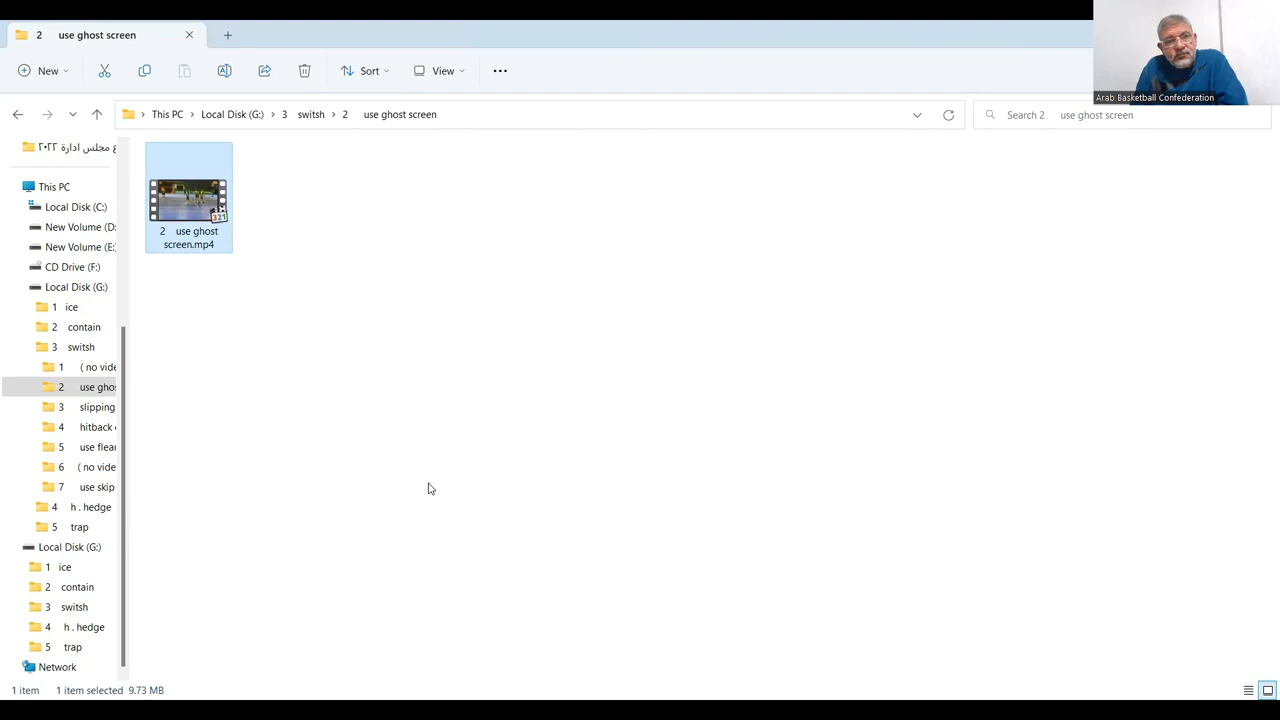 2 use ghost screen
New
Sort
View
This PC
Local Disk (G:)
3 switsh
2 use ghost screen
Search 2 use ghost screen
Arab Basketball Confederation
ع مجلس ادارة ٢٠٢٢
This PC
Local Disk (C:)
New Volume (D:
New Volume (E:)
CD Drive (F:)
Local Disk (G:)
1 ice
2 contain
3 switsh
1 ( no vide
2 use ghos
3 slipping
4 hitback
5 use flear
6 ( no vide
7 use skip
4 h . hedge
5 trap
Local Disk (G:)
1 ice
2 contain
3 switsh
4 h . hedge
5 trap
Network
321
2 use ghost
screen.mp4
1 item
1 item selected 9.73 MB